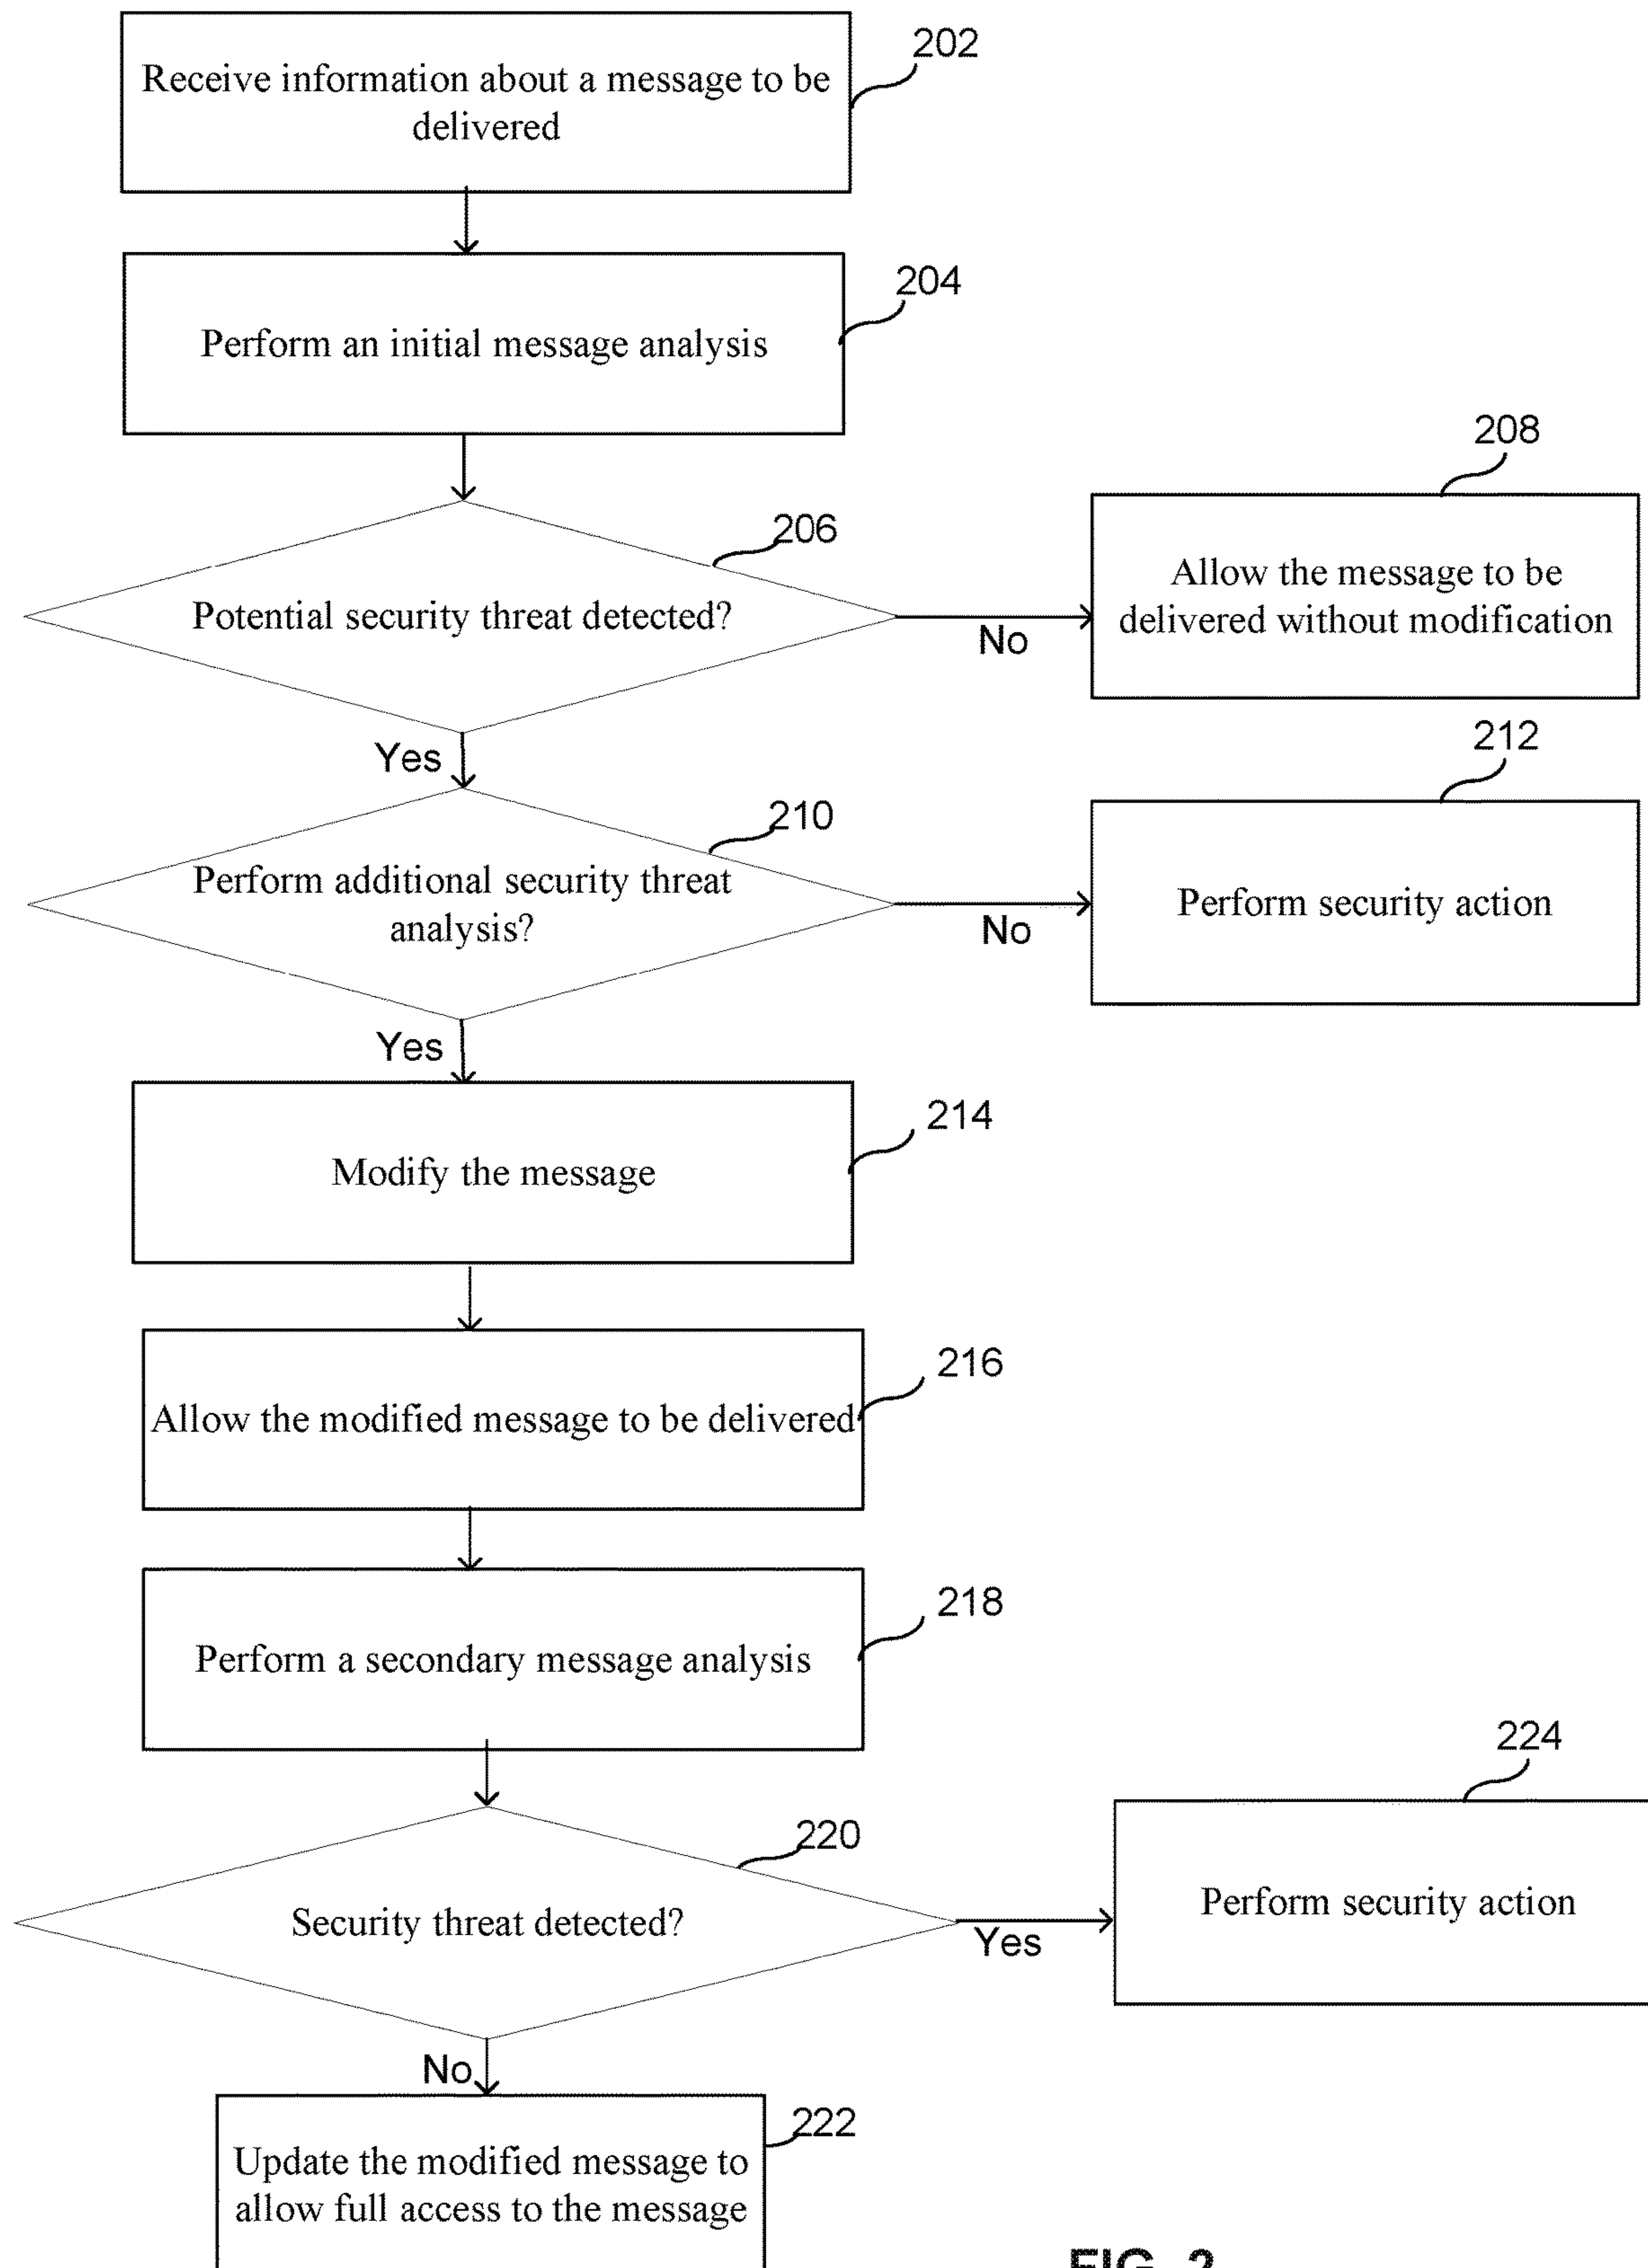 202
Receive information about a message to be
delivered
204
Perform an initial message analysis
206
Potential security threat detected?
No
208
Allow the message to be
delivered without modification
Yes
210
Perform additional security threat
analysis?
No
212
Perform security action
Yes
214
Modify the message
216
Allow the modified message to be delivered
218
Perform a secondary message analysis
220
Security threat detected?
Yes
224
Perform security action
No
222
Update the modified message to
allow full access to the message
FIG. 2